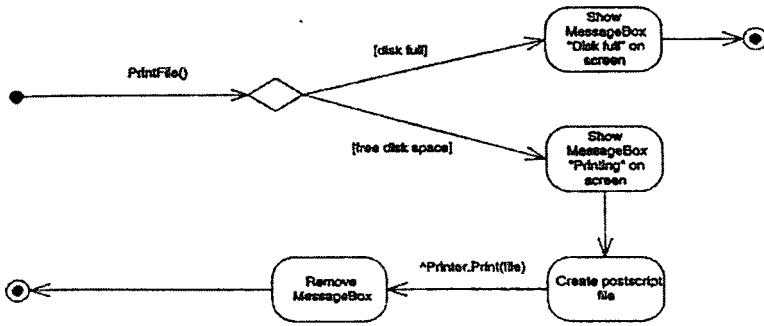 Show
MessageBox
"Disk full" on
screen
[disk full]
PrintFile()
[free disk space]
Show
MessageBox
"Printing" on
screen
^Printer.Print(file)
Remove
MessageBox
Create postscript
file